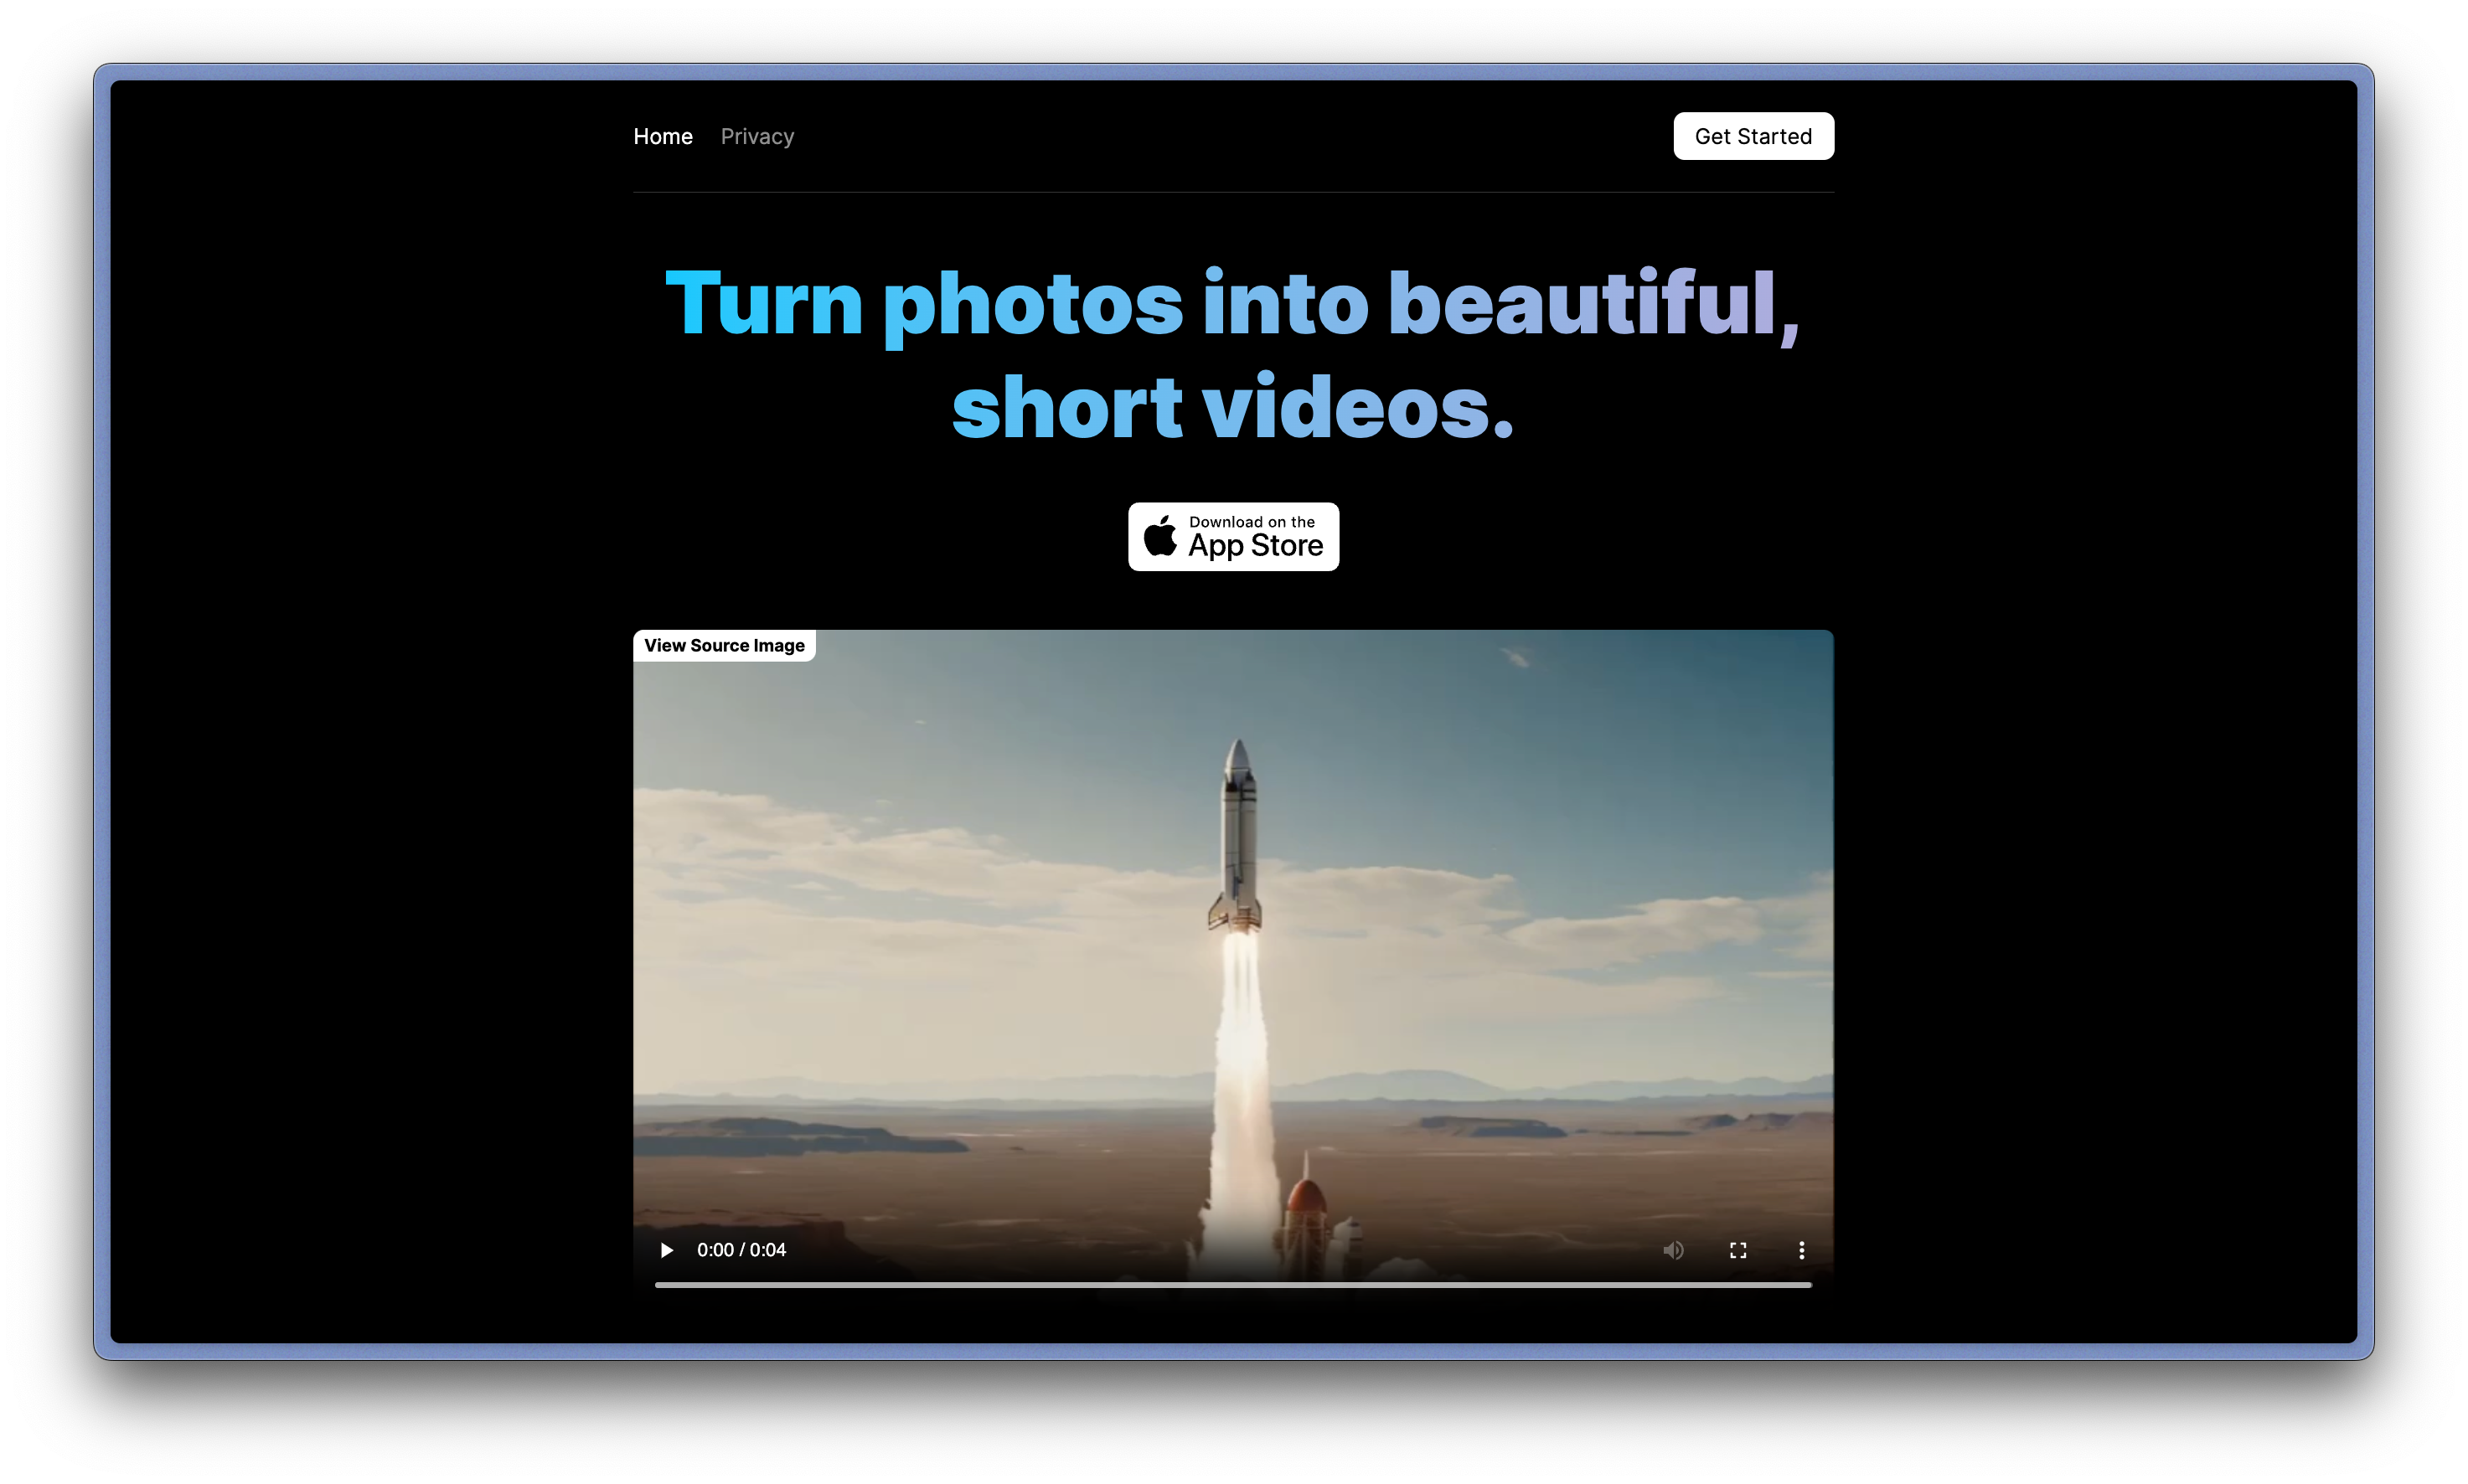 Home Privacy Get Started
Turn photos into beautiful,
short videos.
Download on the
App Store
View Source Image
0:00 / 0:04